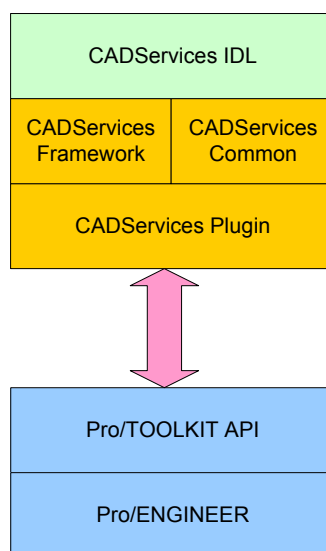 CADServices IDL
CADServices
Framework
CADServices
Common
CADServices Plugin
Pro/TOOLKIT API
Pro/ENGINEER